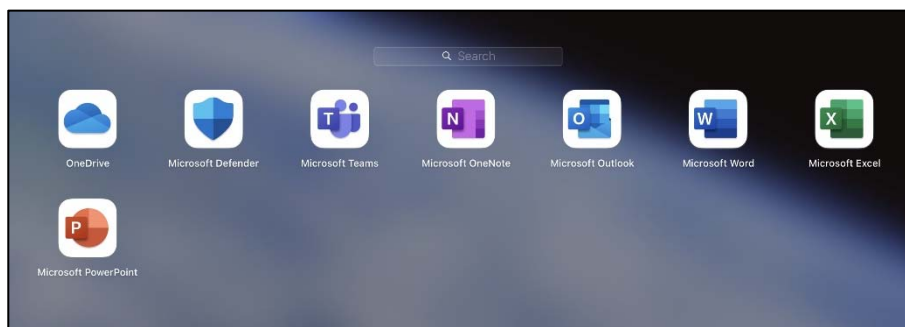 Search
OneDrive
Microsoft Defender
T
Microsoft Teams
N
Microsoft OneNote
O
Microsoft Outlook
W
Microsoft Word
X
Microsoft Excel
P
Microsoft PowerPoint